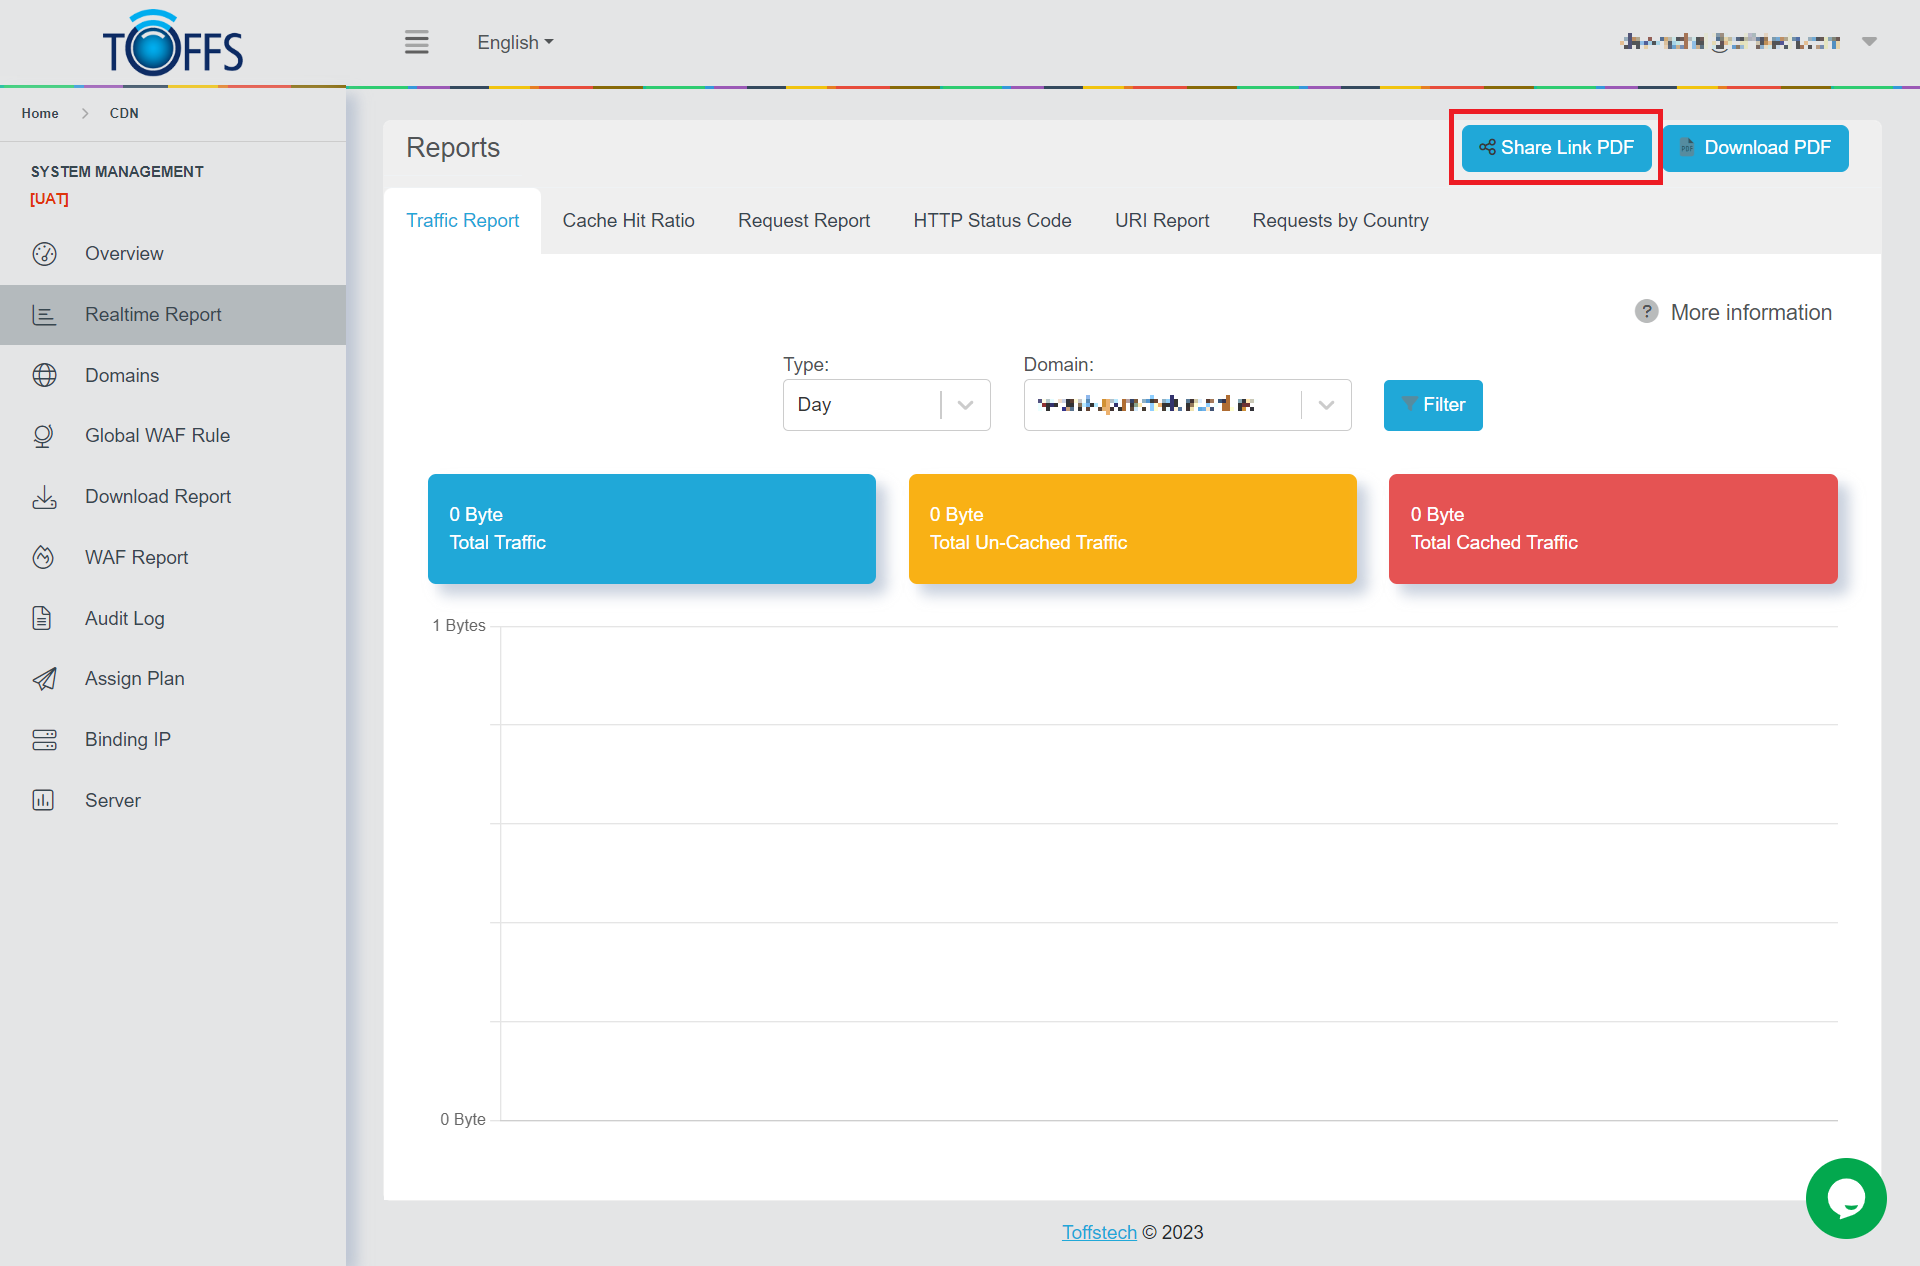 TOFFS
English
Home > CDN
SYSTEM MANAGEMENT
[UAT]
Overview
Realtime Report
Domains
Global WAF Rule
Download Report
WAF Report
Audit Log
Assign Plan
Binding IP
Server
Reports
Share Link PDF
PDF Download PDF
Traffic Report Cache Hit Ratio Request Report HTTP Status Code URI Report Requests by Country
? More information
Type: Domain:
Day
Filter
0 Byte
Total Traffic
0 Byte
Total Un-Cached Traffic
0 Byte
Total Cached Traffic
1 Bytes
0 Byte
Toffstech © 2023